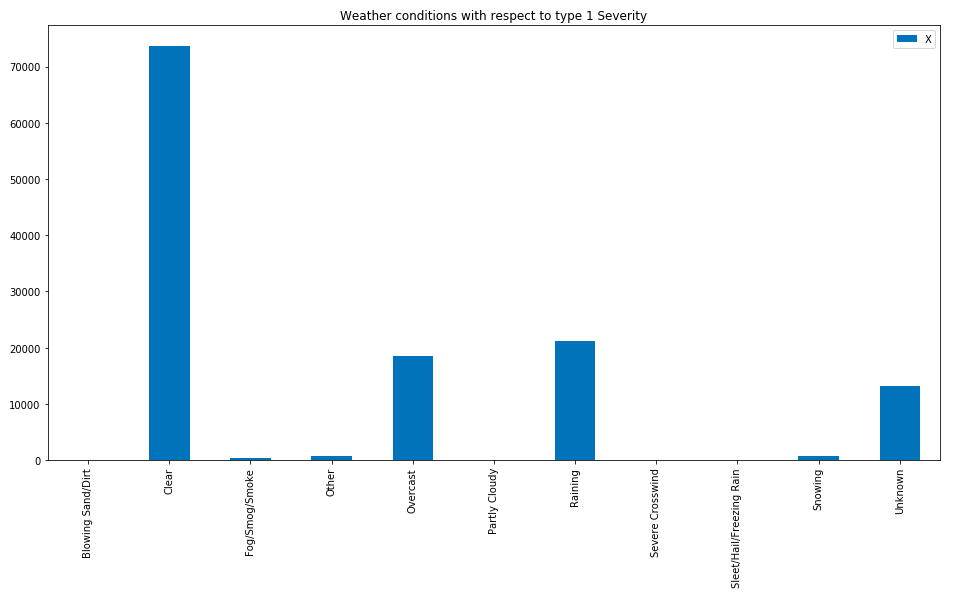 Weather conditions with respect to type 1 Severity
X
70000
60000
50000
40000
30000
20000
10000
0
Blowing Sand/Dirt
Clear
Fog/Smog/Smoke
Other
Overcast
Partly Cloudy
Raining
Severe Crosswind
Sleet/Hail/Freezing Rain
Snowing
Unknown